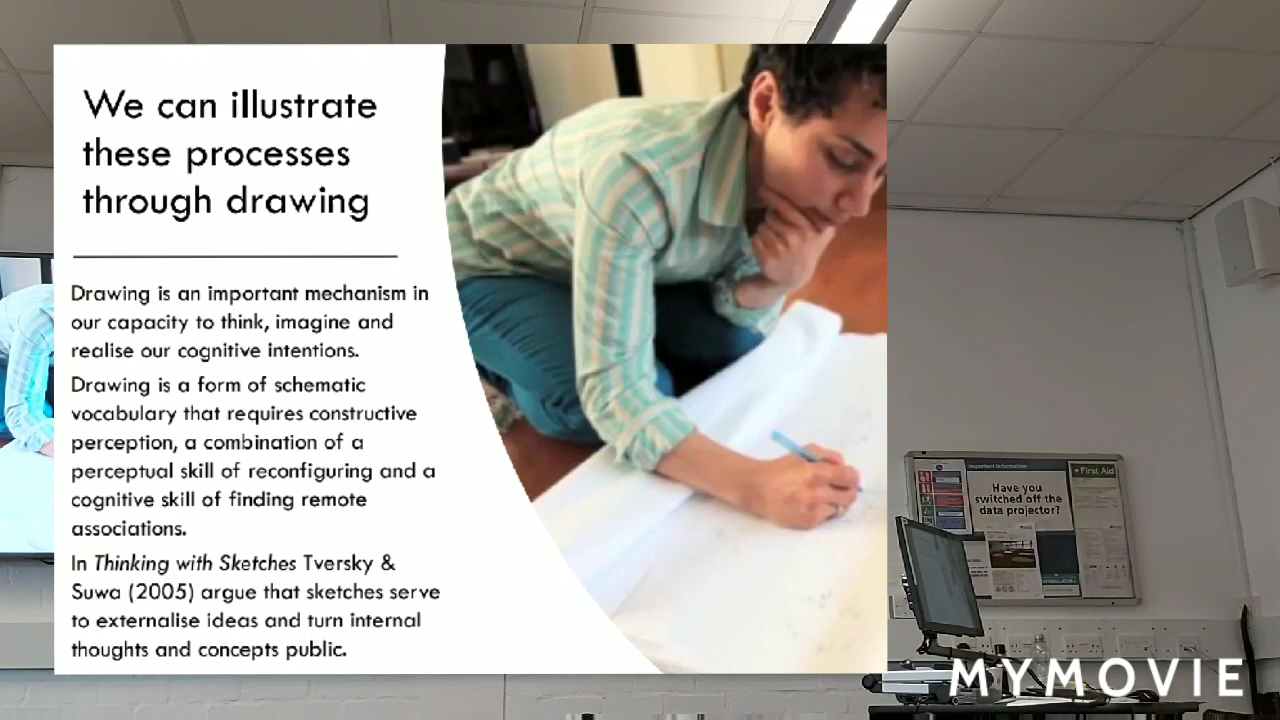 We can illustrate
these processes
through drawing
Drawing is an important mechanism in
our capacity to think, imagine and
realise our cognitive intentions.
Drawing is a form of schematic
vocabulary that requires constructive
perception, a combination of a
perceptual skill of reconfiguring and a
cognitive skill of finding remote
associations.
In Thinking with Sketches Tversky &
Suwa (2005) argue that sketches serve
to externalise ideas and turn internal
thoughts and concepts public.
Important Information
First Aid
Have you
switched off the
data projector?
MYMOVIE